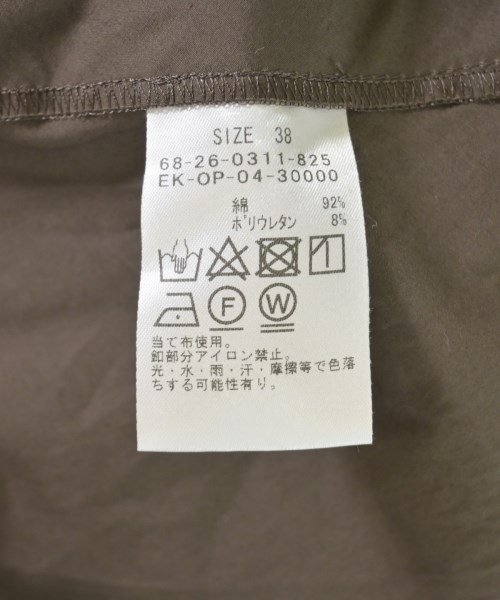 SIZE 38
68-26-0311-825
EK-OP-04-30000
綿 92%
ポリウレタン 8%
F W
当て布使用。
釦部分アイロン禁止。
光・水・雨・汗・摩擦等で色落
ちする可能性有り。